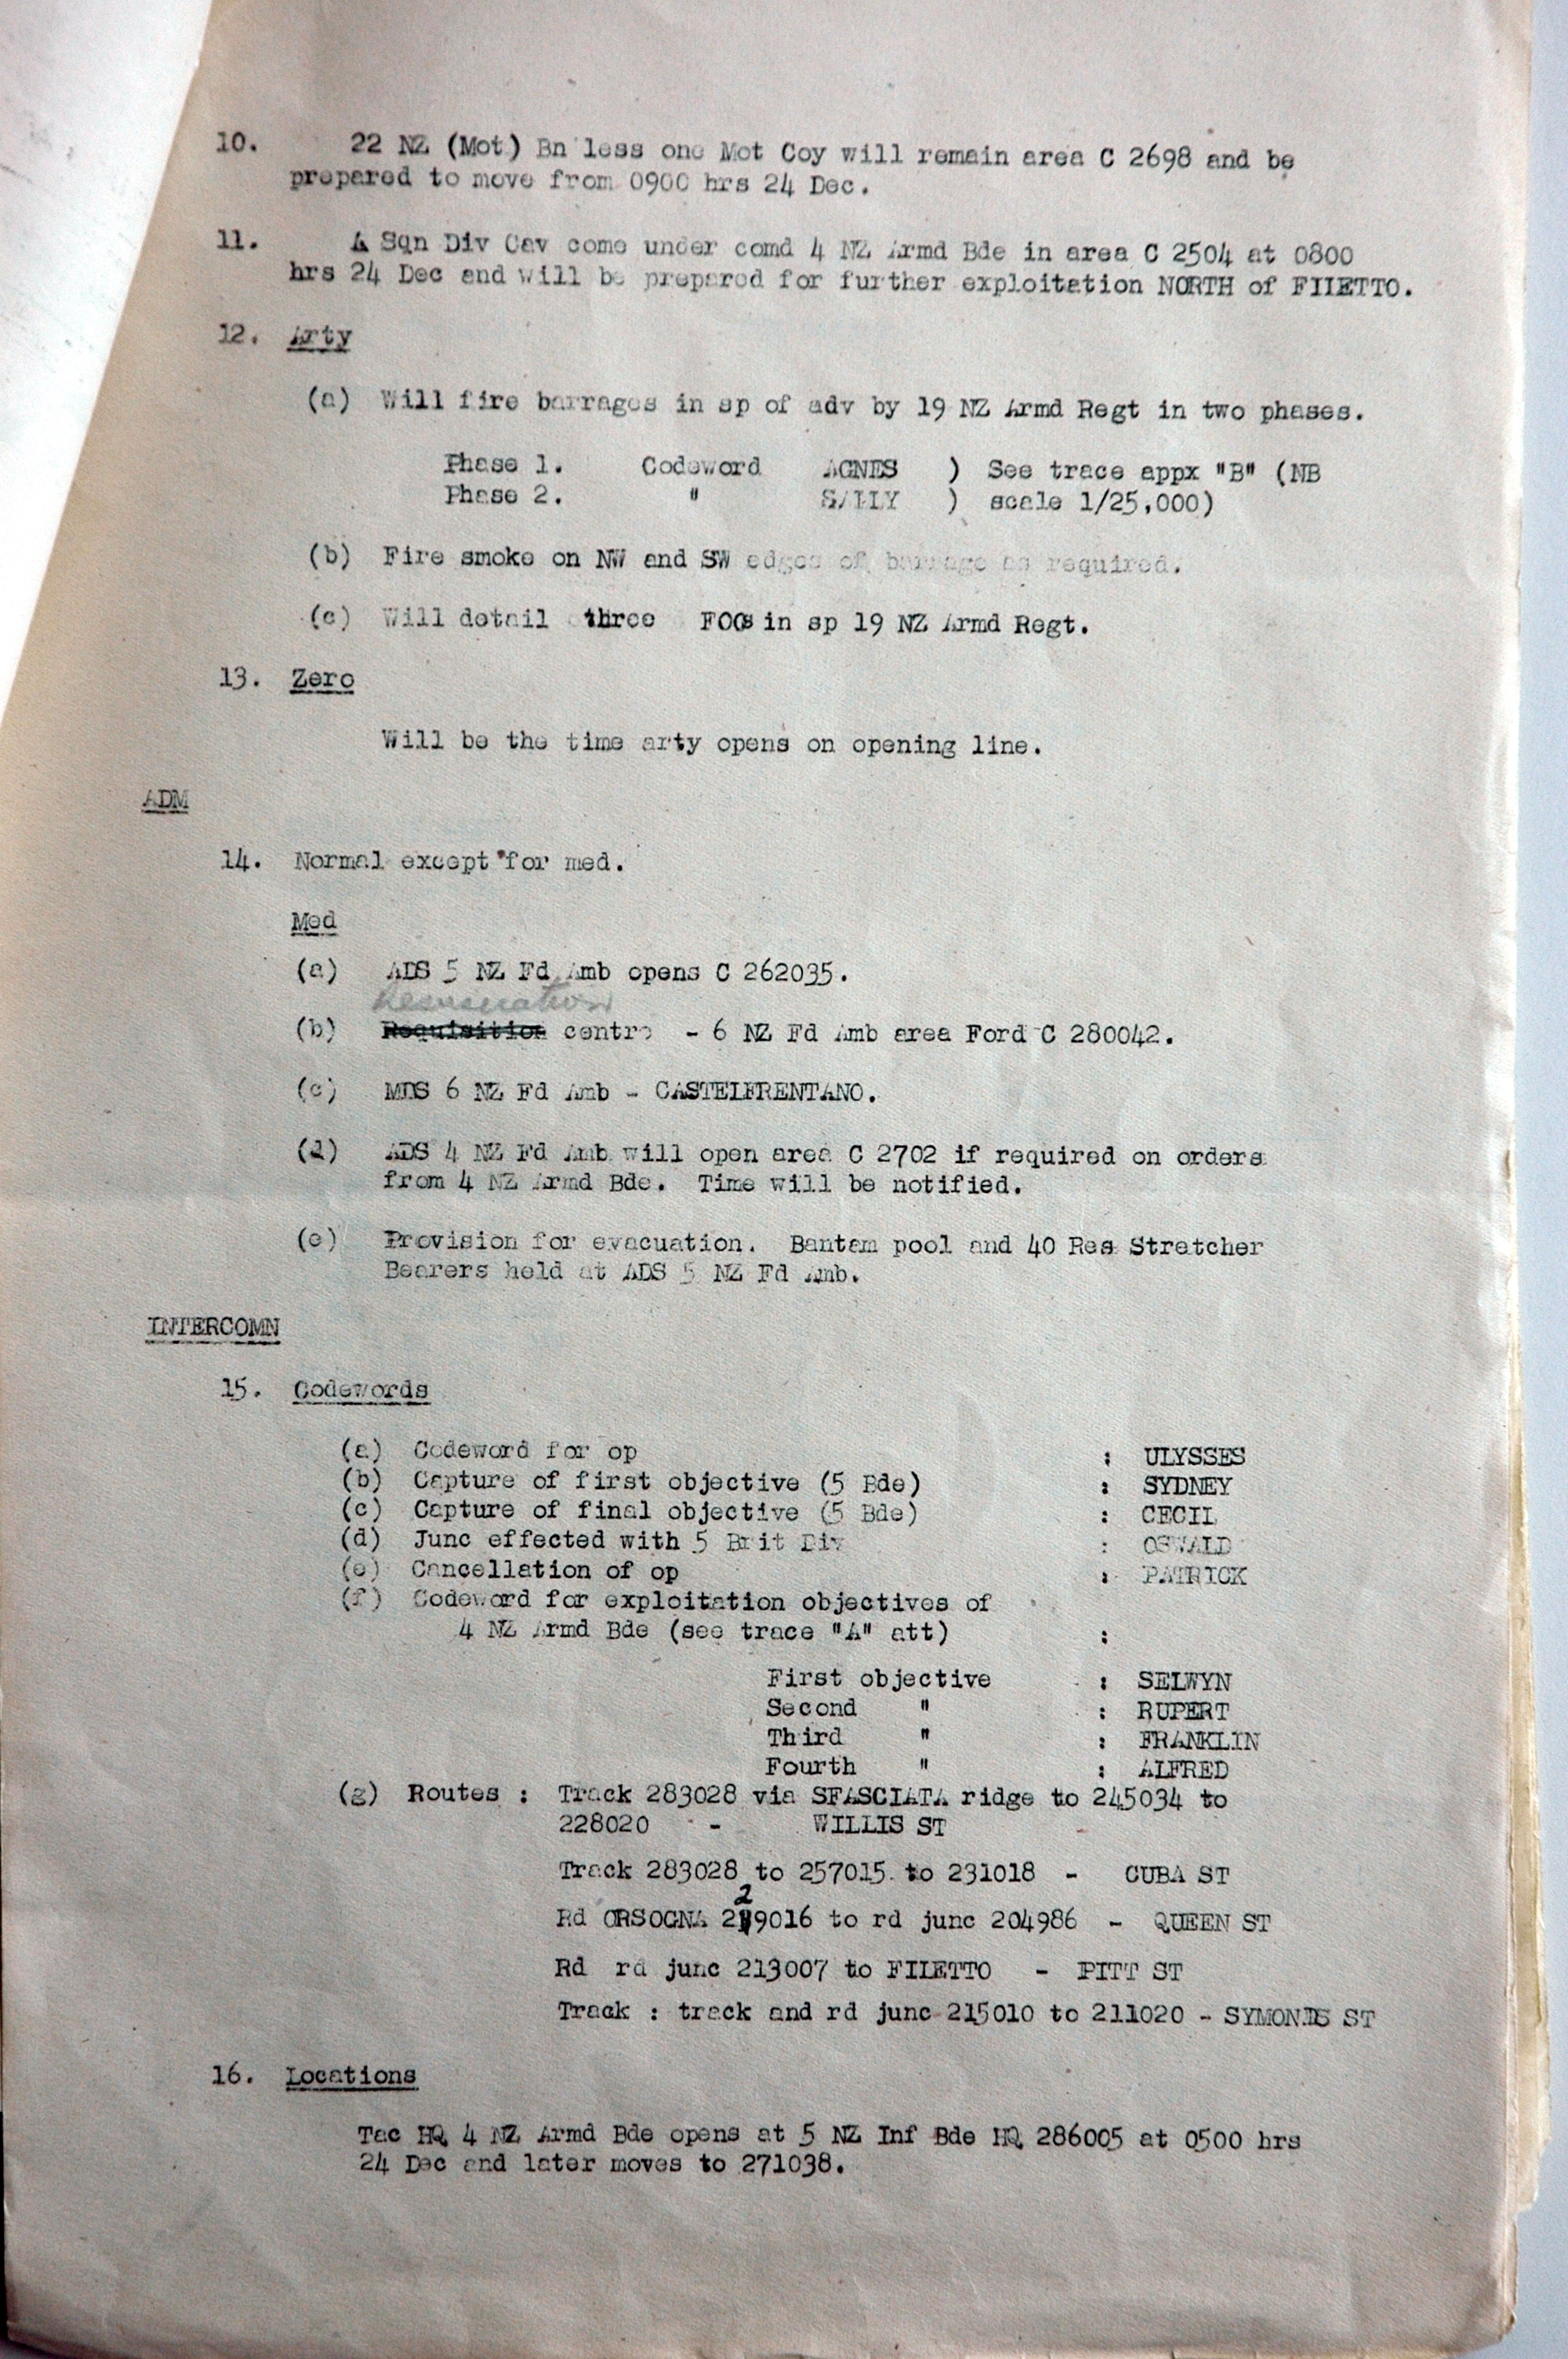 10. 22 NZ (Mot) Bn less one Mot Coy will remain area C 2698 and be
prepared to move from 0900 hrs 24 Dec.
11. A Sqn Div Cav come under comd 4 NZ Armd Bde in area C 2504 at 0800
hrs 24 Dec and will be prepared for further exploitation NORTH of FILETTO.
12. Arty
(a) Will fire barrages in sp of adv by 19 NZ Armd Regt in two phases.
Phase 1. Codeword AGNES ) See trace appx "B" (NB
Phase 2. " SALLY ) scale 1/25,000)
(b) Fire smoke on NW and SW edges of barrage as required.
(c) Will detail three FOOs in sp 19 NZ Armd Regt.
13. Zero
Will be the time arty opens on opening line.
ADM
14. Normal except for med.
Med
(a) ADS 5 NZ Fd Amb opens C 262035.
Resuscitation
(b) Requisition centre - 6 NZ Fd Amb area Ford C 280042.
(c) MDS 6 NZ Fd Amb - CASTELFRENTANO.
(d) ADS 4 NZ Fd Amb will open area C 2702 if required on orders
from 4 NZ Armd Bde. Time will be notified.
(e) Provision for evacuation. Bantam pool and 40 Res Stretcher
Bearers held at ADS 5 NZ Fd Amb.
INTERCOMN
15. Codewords
(a) Codeword for op : ULYSSES
(b) Capture of first objective (5 Bde) : SYDNEY
(c) Capture of final objective (5 Bde) : CECIL
(d) Junc effected with 5 Brit Div : OSWALD
(e) Cancellation of op : PATRICK
(f) Codeword for exploitation objectives of
4 NZ Armd Bde (see trace "A" att) :
First objective : SELWYN
Second " : RUPERT
Third " : FRANKLIN
Fourth " : ALFRED
(g) Routes : Track 283028 via SFASCIATA ridge to 245034 to
228020 - WILLIS ST
Track 283028 to 257015 to 231018 - CUBA ST
Rd ORSOGNA 229016 to rd junc 204986 - QUEEN ST
Rd rd junc 213007 to FILETTO - PITT ST
Track : track and rd junc 215010 to 211020 - SYMONDS ST
16. Locations
Tac HQ 4 NZ Armd Bde opens at 5 NZ Inf Bde HQ 286005 at 0500 hrs
24 Dec and later moves to 271038.